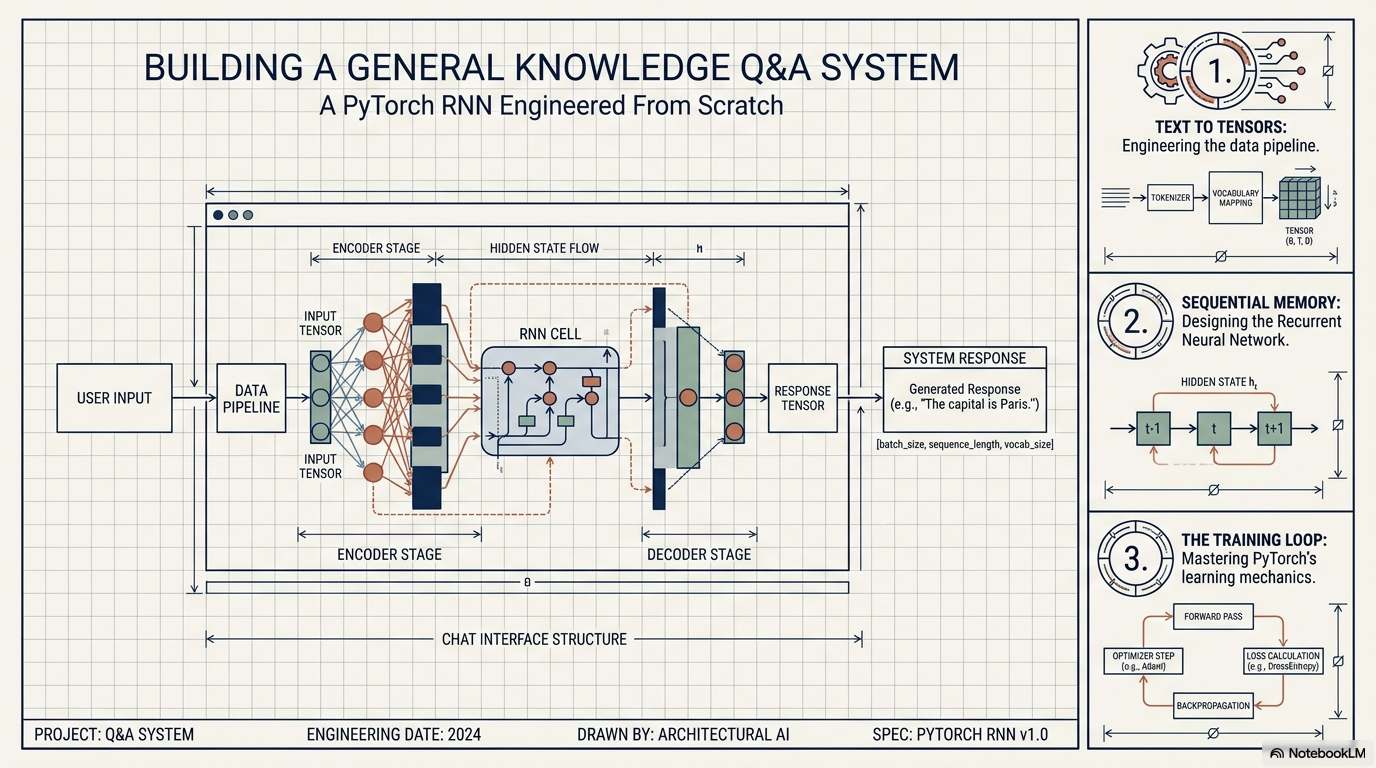 BUILDING A GENERAL KNOWLEDGE Q&A SYSTEM
A PyTorch RNN Engineered From Scratch
ENCODER STAGE
HIDDEN STATE FLOW
h
INPUT
TENSOR
RNN CELL
USER INPUT
DATA
PIPELINE
INPUT
TENSOR
RESPONSE
TENSOR
SYSTEM RESPONSE
Generated Response
(e.g., "The capital is Paris.")
[batch_size, sequence_length, vocab_size]
ENCODER STAGE
DECODER STAGE
CHAT INTERFACE STRUCTURE
PROJECT: Q&A SYSTEM
ENGINEERING DATE: 2024
DRAWN BY: ARCHITECTURAL AI
SPEC: PYTORCH RNN v1.0
1.
TEXT TO TENSORS:
Engineering the data pipeline.
TOKENIZER
VOCABULARY
MAPPING
TENSOR
(B, T, D)
2.
SEQUENTIAL MEMORY:
Designing the Recurrent
Neural Network.
HIDDEN STATE hₜ
t-1
t
t+1
3.
THE TRAINING LOOP:
Mastering PyTorch's
learning mechanics.
FORWARD PASS
OPTIMIZER STEP
LOSS CALCULATION
BACKPROPAGATION
NotebookLM